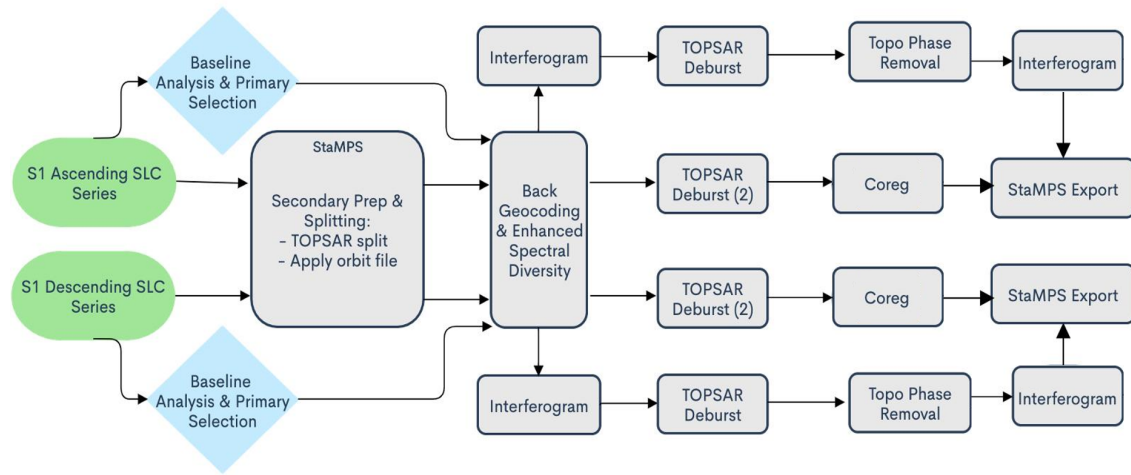 Baseline
Analysis & Primary
Selection
Interferogram
TOPSAR
Deburst
Topo Phase
Removal
Interferogram
S1 Ascending SLC
Series
StaMPS
Secondary Prep &
Splitting:
- TOPSAR split
- Apply orbit file
Back
Geocoding
& Enhanced
Spectral
Diversity
TOPSAR
Deburst (2)
Coreg
StaMPS Export
S1 Descending SLC
Series
TOPSAR
Deburst (2)
Coreg
StaMPS Export
Baseline
Analysis & Primary
Selection
Interferogram
TOPSAR
Deburst
Topo Phase
Removal
Interferogram